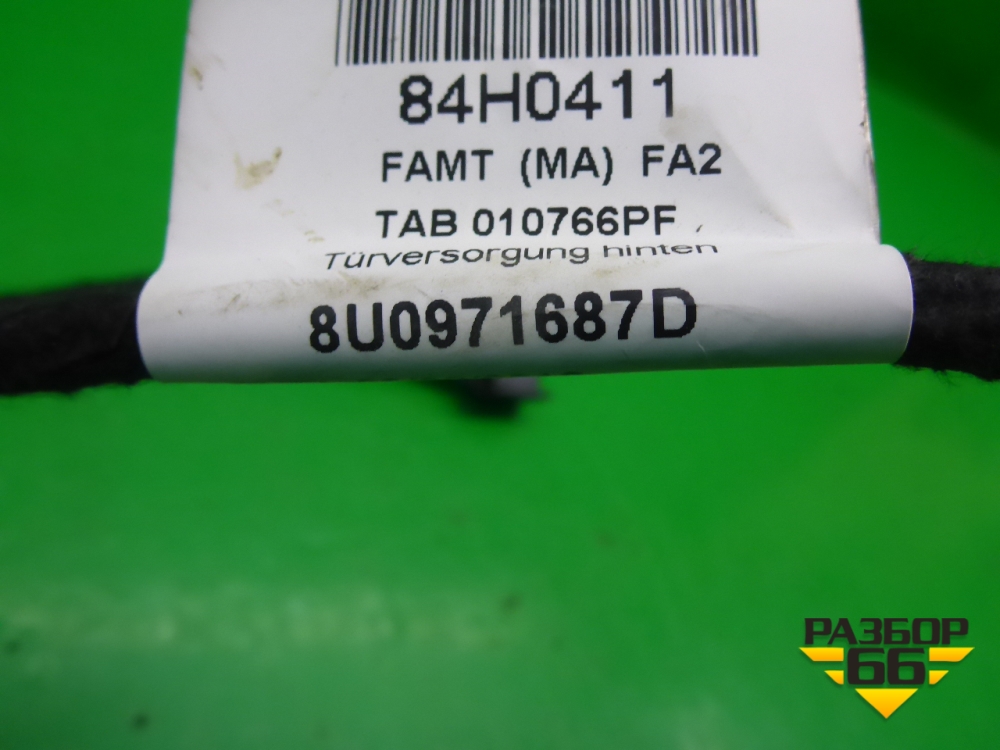 84H0411
FAMT (MA) FA2
TAB 010766PF
Türversorgung hinten
8U0971687D
РАЗБОР
66